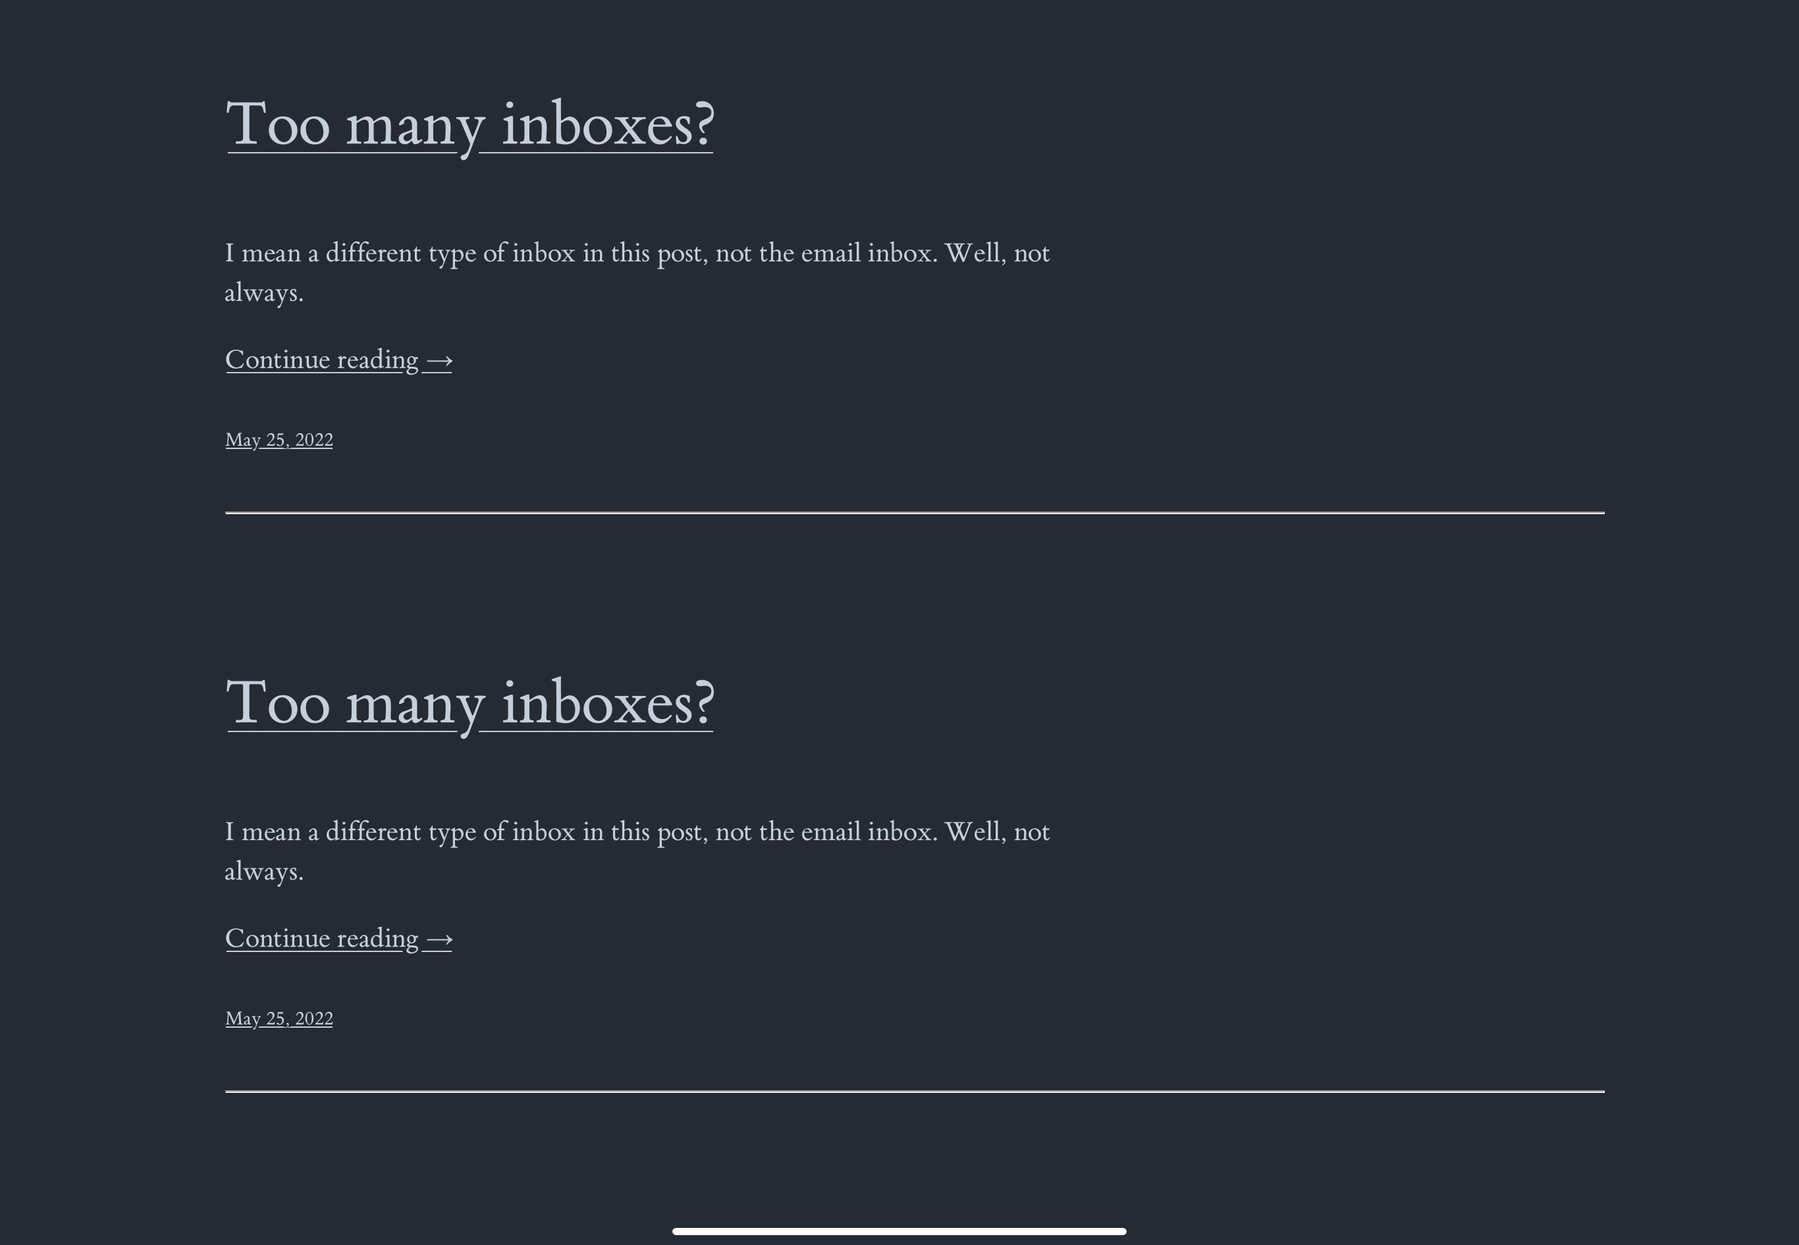 Too many inboxes?
I mean a different type of inbox in this post, not the email inbox. Well, not
always.
Continue reading →
May 25, 2022
Too many inboxes?
I mean a different type of inbox in this post, not the email inbox. Well, not
always.
Continue reading →
May 25, 2022